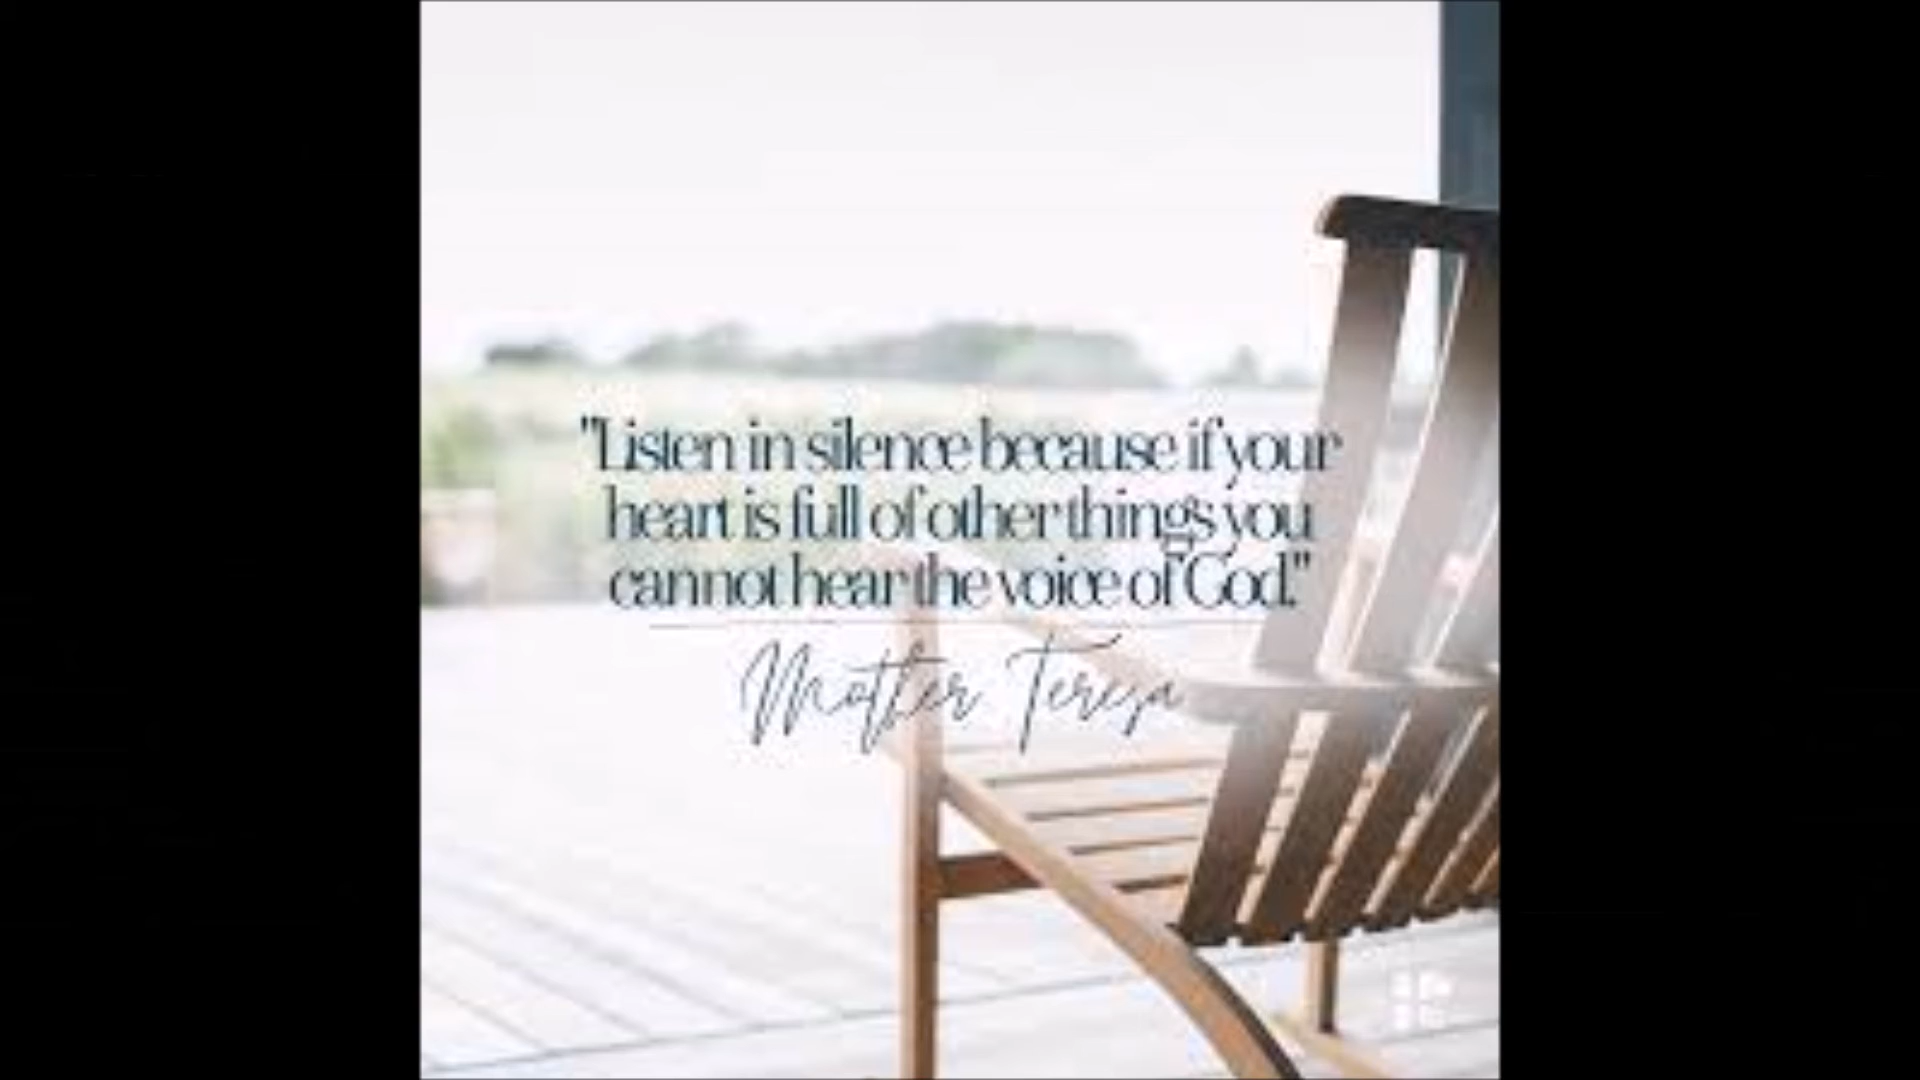 "Listen in silence because if your
heart is full of other things you
cannot hear the voice of God."
Mother Teresa